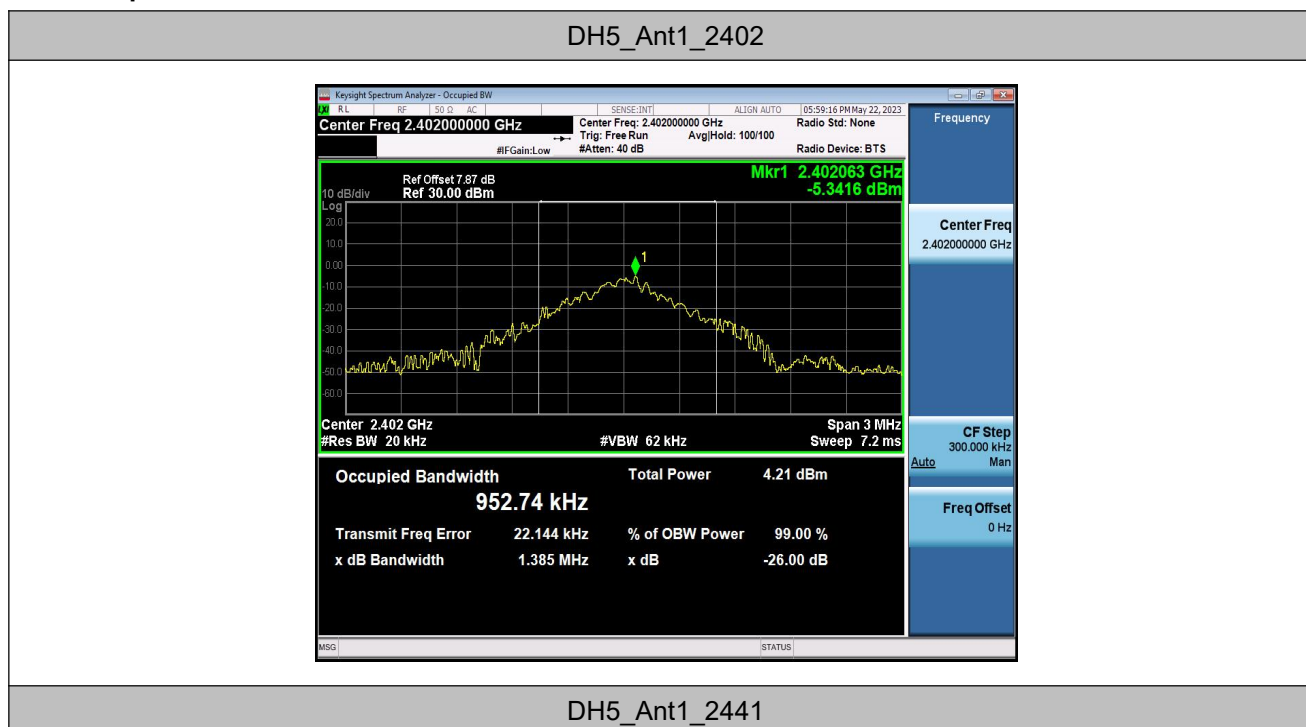 DH5_Ant1_2402
Keysight Spectrum Analyzer - Occupied BW
RL RF 50 Ω AC SENSE:INT ALIGN AUTO 05:59:16 PM May 22, 2023
Center Freq 2.402000000 GHz
Center Freq: 2.402000000 GHz
Radio Std: None
Trig: Free Run Avg|Hold: 100/100
#IFGain:Low #Atten: 40 dB Radio Device: BTS
Frequency
Mkr1 2.402063 GHz
-5.3416 dBm
Ref Offset 7.87 dB
10 dB/div Ref 30.00 dBm
Log
20.0
10.0
0.00
-10.0
-20.0
-30.0
-40.0
-50.0
-60.0
1
Center 2.402 GHz Span 3 MHz
#Res BW 20 kHz #VBW 62 kHz Sweep 7.2 ms
Center Freq
2.402000000 GHz
CF Step
300.000 kHz
Auto Man
Freq Offset
0 Hz
Occupied Bandwidth Total Power 4.21 dBm
952.74 kHz
Transmit Freq Error 22.144 kHz % of OBW Power 99.00 %
x dB Bandwidth 1.385 MHz x dB -26.00 dB
MSG STATUS
DH5_Ant1_2441